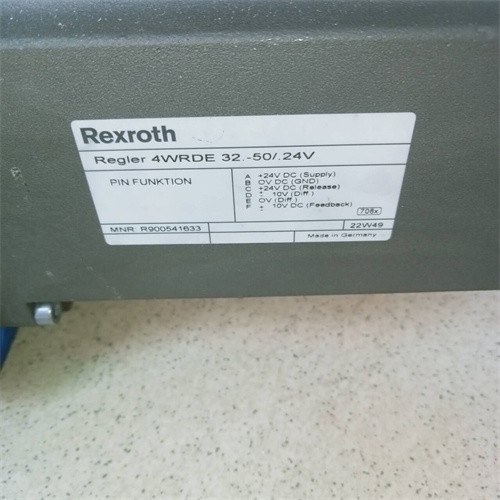 Rexroth
Regler 4WRDE 32.-50/.24V
PIN FUNKTION
A +24V DC (Supply)
B 0V DC (GND)
C +24V DC (Release)
D ± 10V (Diff.)
E 0V (Diff.)
F ± 10V DC (Feedback)
708x
MNR R900541633
22W49
Made in Germany